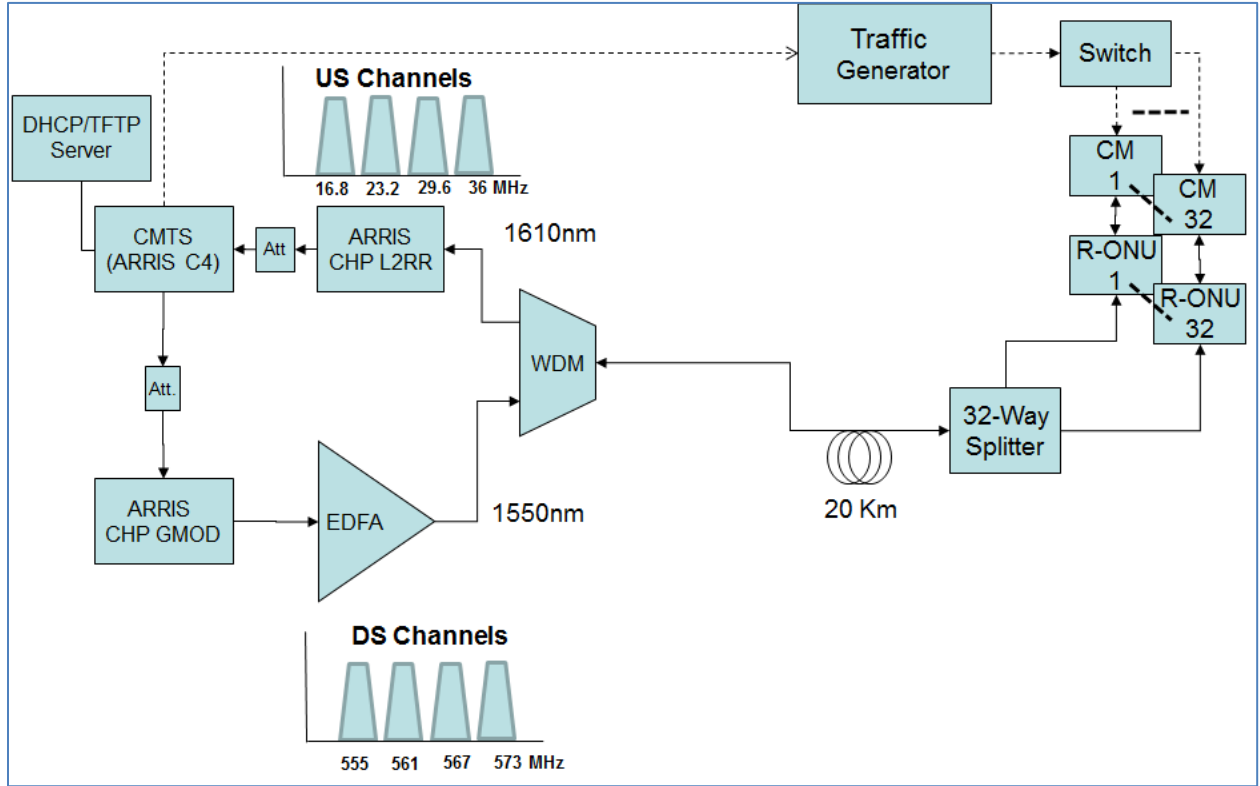 Traffic
Generator
Switch
US Channels
16.8 23.2 29.6 36 MHz
DHCP/TFTP
Server
CM
1
CM
32
CMTS
(ARRIS C4)
Att
ARRIS
CHP L2RR
1610nm
R-ONU
1
R-ONU
32
WDM
Att.
32-Way
Splitter
20 Km
ARRIS
CHP GMOD
EDFA
1550nm
DS Channels
555 561 567 573 MHz